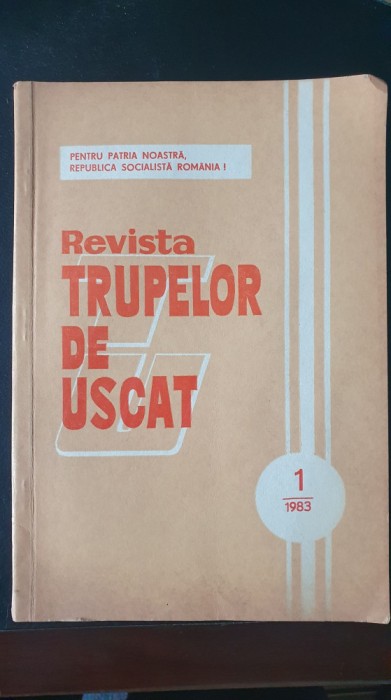 PENTRU PATRIA NOASTRĂ,
REPUBLICA SOCIALISTĂ ROMÂNIA!
Revista
TRUPELOR
DE
USCAT
1
1983